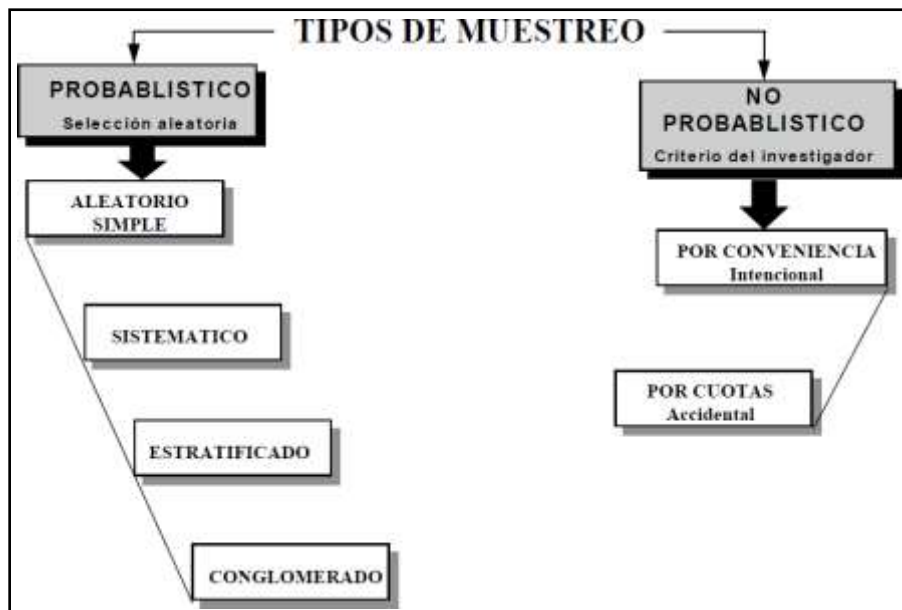 TIPOS DE MUESTREO
PROBABLISTICO
Selección aleatoria
ALEATORIO
SIMPLE
SISTEMATICO
ESTRATIFICADO
CONGLOMERADO
NO
PROBABLISTICO
Criterio del investigador
POR CONVENIENCIA
Intencional
POR CUOTAS
Accidental